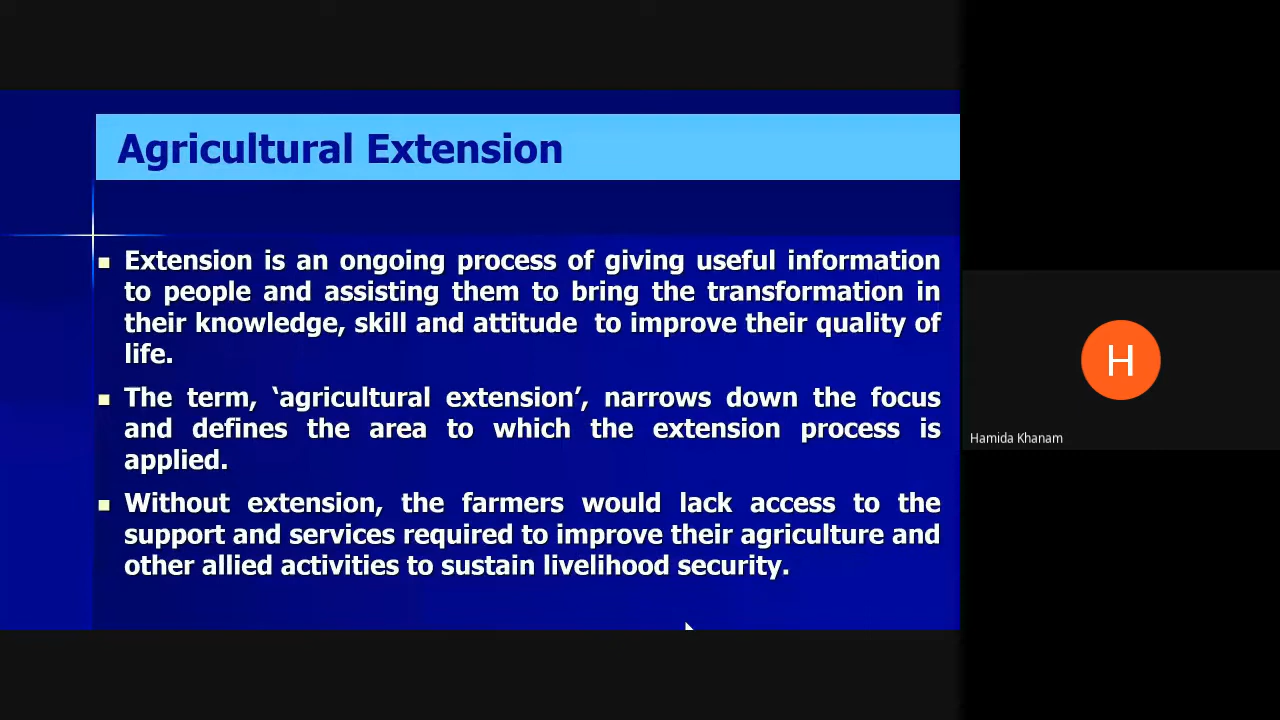 Agricultural Extension
Extension is an ongoing process of giving useful information
to people and assisting them to bring the transformation in
their knowledge, skill and attitude to improve their quality of
life.
The term, ‘agricultural extension’, narrows down the focus
and defines the area to which the extension process is
applied.
Without extension, the farmers would lack access to the
support and services required to improve their agriculture and
other allied activities to sustain livelihood security.
H
Hamida Khanam